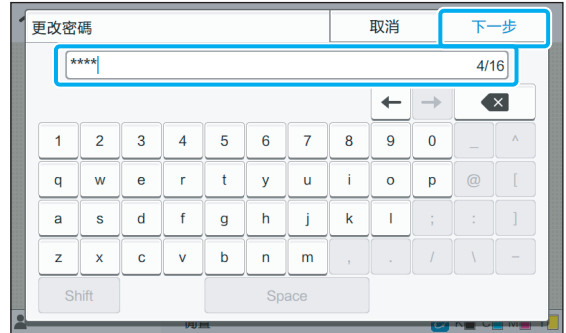 更改密碼 取消 下一步
**** 4/16
← →
1 2 3 4 5 6 7 8 9 0 _ ^
q w e r t y u i o p @ [
a s d f g h j k l ; : ]
z x c v b n m , . / \ -
Shift Space
K C M Y